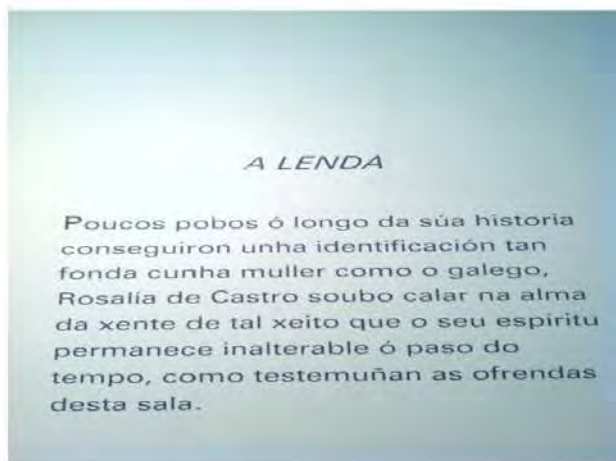 A LENDA
Poucos pobos ó longo da súa historia
conseguiron unha identificación tan
fonda cunha muller como o galego,
Rosalía de Castro soubo calar na alma
da xente de tal xeito que o seu espiritu
permanece inalterable ó paso do
tempo, como testemuñan as ofrendas
desta sala.